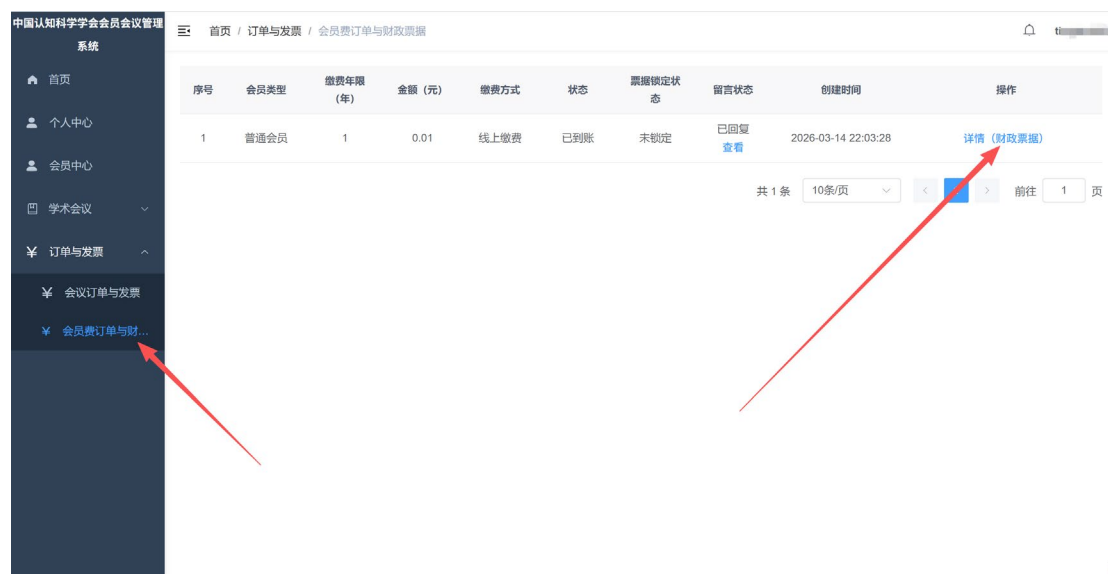 中国认知科学学会会员会议管理
系统
首页 / 订单与发票 / 会员费订单与财政票据
首页
个人中心
会员中心
学术会议
¥ 订单与发票
¥ 会议订单与发票
¥ 会员费订单与财...
序号 会员类型 缴费年限（年） 金额（元） 缴费方式 状态 票据锁定状态 留言状态 创建时间 操作
1 普通会员 1 0.01 线上缴费 已到账 未锁定 已回复 2026-03-14 22:03:28 详情（财政票据）
查看
共 1 条 10条/页 < > 前往 1 页